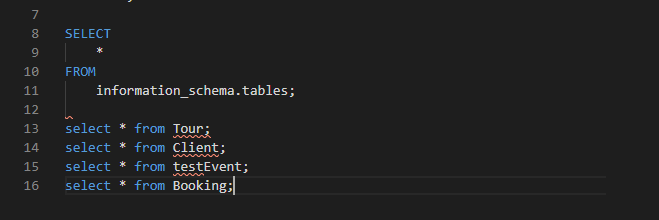 7
8 SELECT
9 *
10 FROM
11 information_schema.tables;
12
13 select * from Tour;
14 select * from Client;
15 select * from testEvent;
16 select * from Booking;